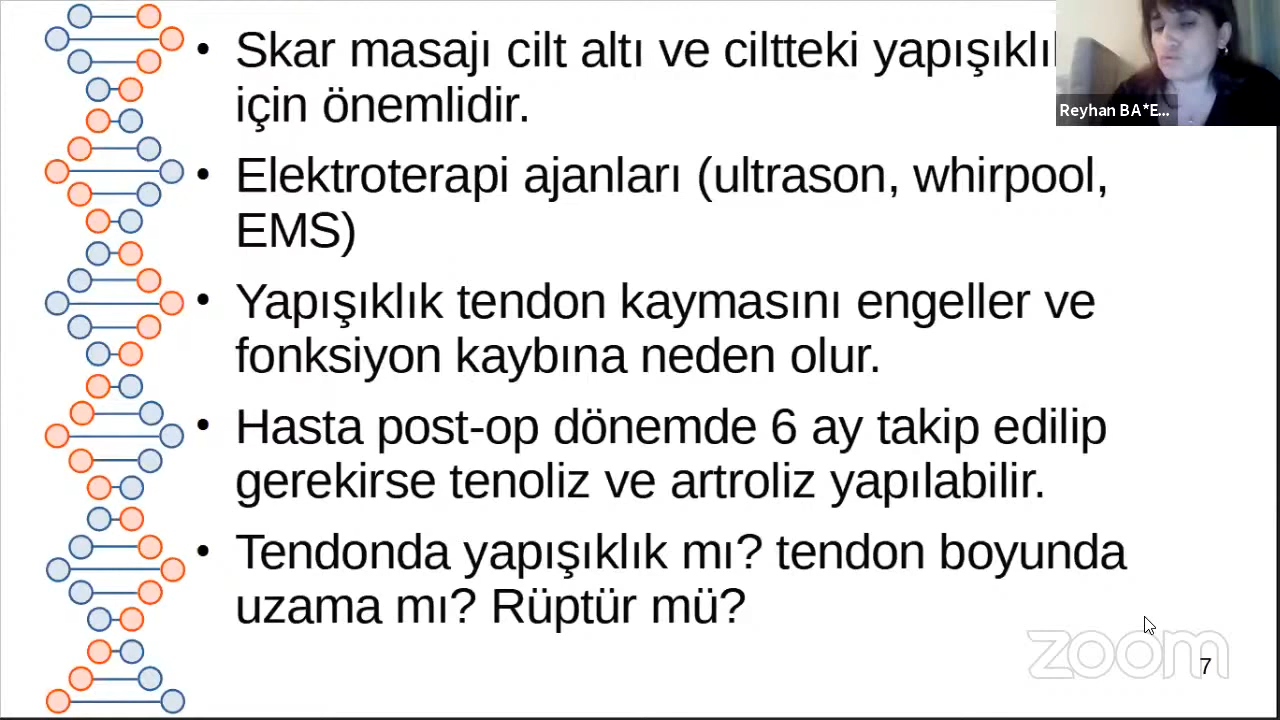 • Skar masajı cilt altı ve ciltteki
için önemlidir.
• Elektroterapi ajanları (ultrason, whirpool,
EMS)
• Yapışıklık tendon kaymasını engeller ve
fonksiyon kaybına neden olur.
• Hasta post-op dönemde 6 ay takip edilip
gerekirse tenoliz ve artroliz yapılabilir.
• Tendonda yapışıklık mı? tendon boyunda
uzama mı? Rüptür mü?
Reyhan BA*E...
zoom
7